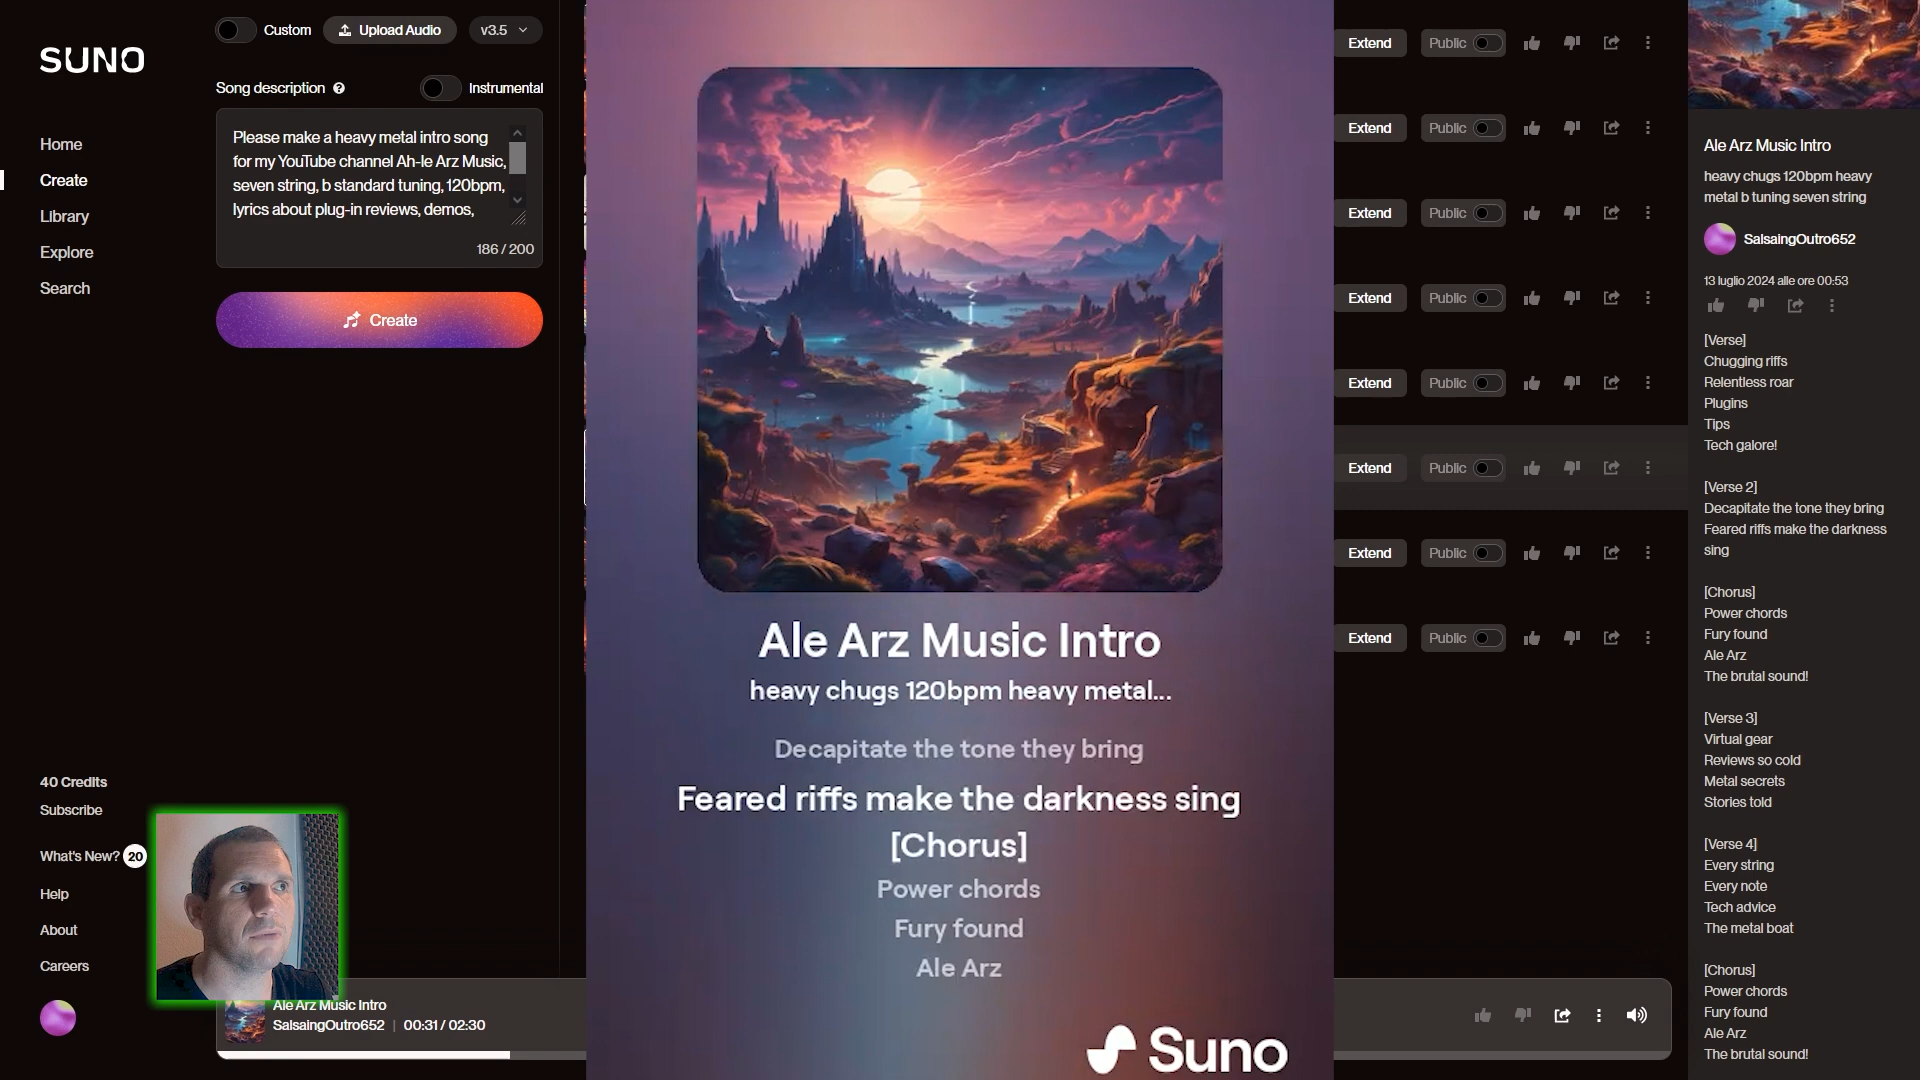 SUNO
Home
Create
Library
Explore
Search
40 Credits
Subscribe
What's New? 20
Help
About
Careers
Custom
Upload Audio
v3.5
Song description
Instrumental
Please make a heavy metal intro song
for my YouTube channel Ah-le Arz Music,
seven string, b standard tuning, 120bpm,
lyrics about plug-in reviews, demos,
186 / 200
Create
Ale Arz Music Intro
heavy chugs 120bpm heavy metal...
Decapitate the tone they bring
Feared riffs make the darkness sing
[Chorus]
Power chords
Fury found
Ale Arz
Suno
Extend Public
Extend Public
Extend Public
Extend Public
Extend Public
Extend Public
Extend Public
Extend Public
Ale Arz Music Intro
heavy chugs 120bpm heavy
metal b tuning seven string
SalsaingOutro652
13 luglio 2024 alle ore 00:53
[Verse]
Chugging riffs
Relentless roar
Plugins
Tips
Tech galore!
[Verse 2]
Decapitate the tone they bring
Feared riffs make the darkness
sing
[Chorus]
Power chords
Fury found
Ale Arz
The brutal sound!
[Verse 3]
Virtual gear
Reviews so cold
Metal secrets
Stories told
[Verse 4]
Every string
Every note
Tech advice
The metal boat
[Chorus]
Power chords
Fury found
Ale Arz
The brutal sound!
Ale Arz Music Intro
SalsaingOutro652 | 00:31 / 02:30